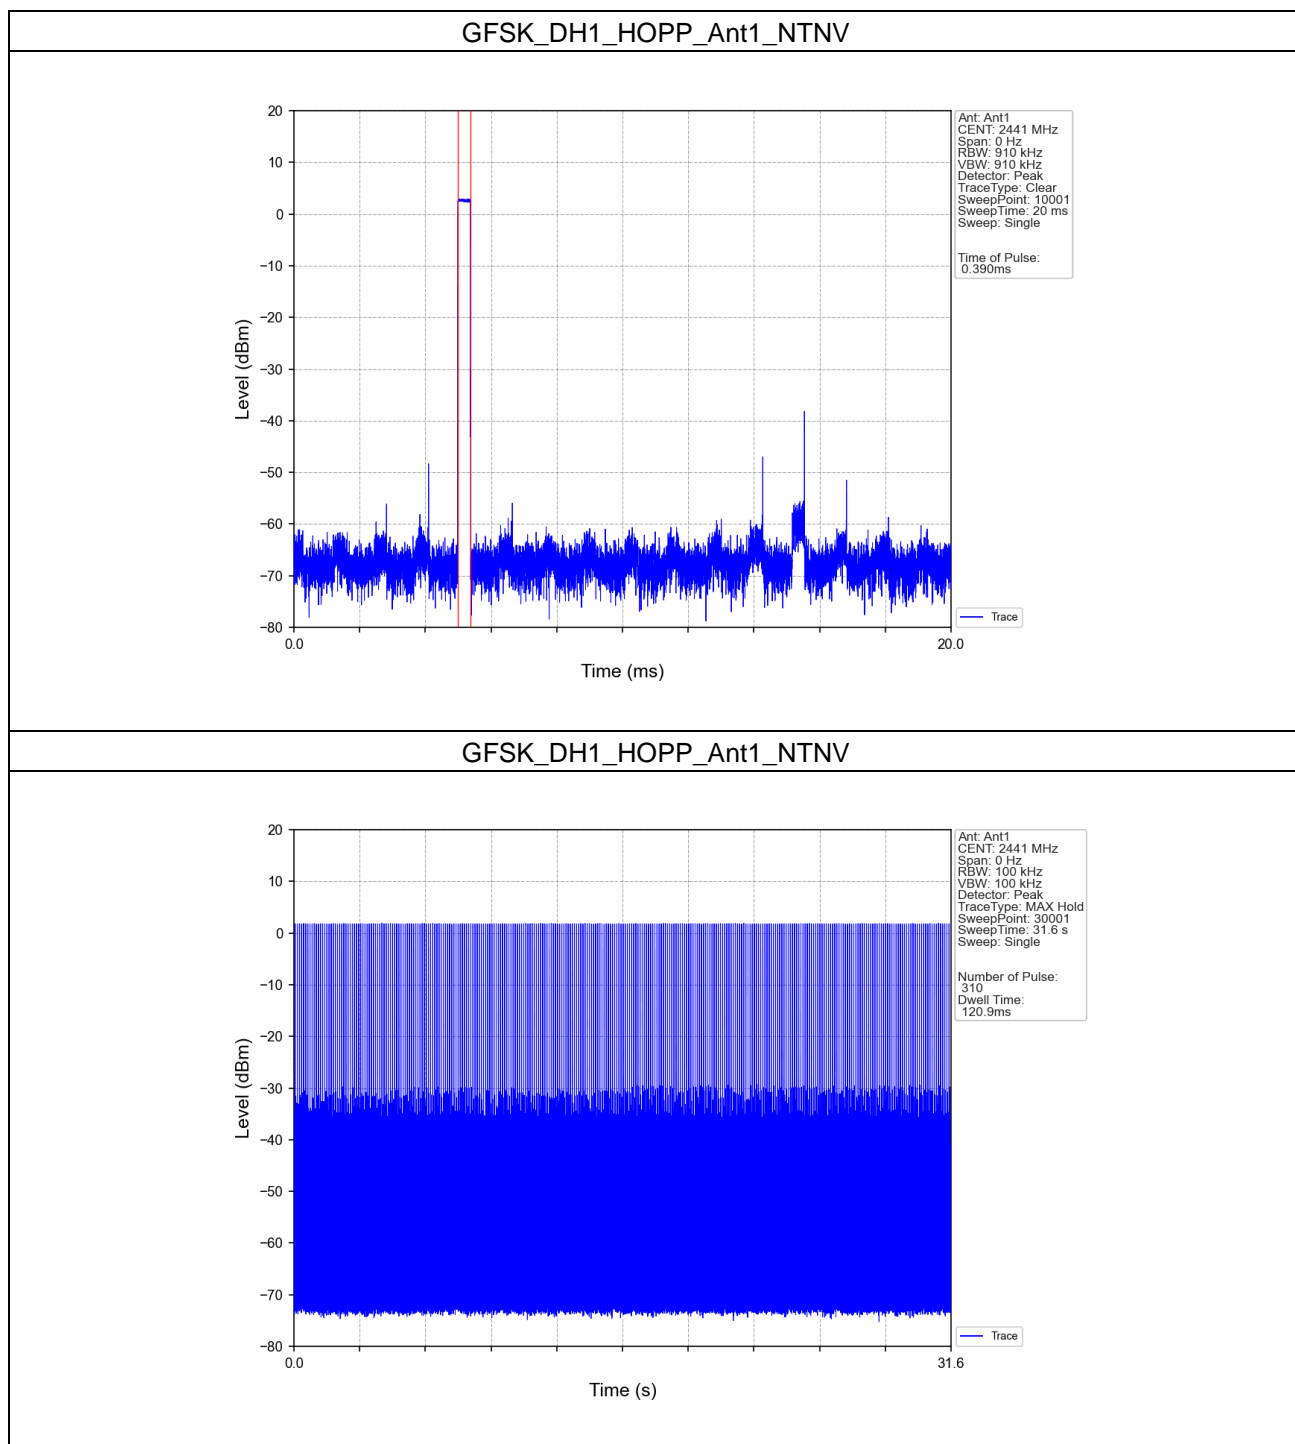 GFSK_DH1_HOPP_Ant1_NTNV
20
10
0
−10
−20
−30
−40
−50
−60
−70
−80
Level (dBm)
0.0
20.0
Time (ms)
Ant: Ant1
CENT: 2441 MHz
Span: 0 Hz
RBW: 910 kHz
VBW: 910 kHz
Detector: Peak
TraceType: Clear
SweepPoint: 10001
SweepTime: 20 ms
Sweep: Single
Time of Pulse:
0.390ms
Trace
GFSK_DH1_HOPP_Ant1_NTNV
20
10
0
−10
−20
−30
−40
−50
−60
−70
−80
Level (dBm)
0.0
31.6
Time (s)
Ant: Ant1
CENT: 2441 MHz
Span: 0 Hz
RBW: 100 kHz
VBW: 100 kHz
Detector: Peak
TraceType: MAX Hold
SweepPoint: 30001
SweepTime: 31.6 s
Sweep: Single
Number of Pulse:
310
Dwell Time:
120.9ms
Trace